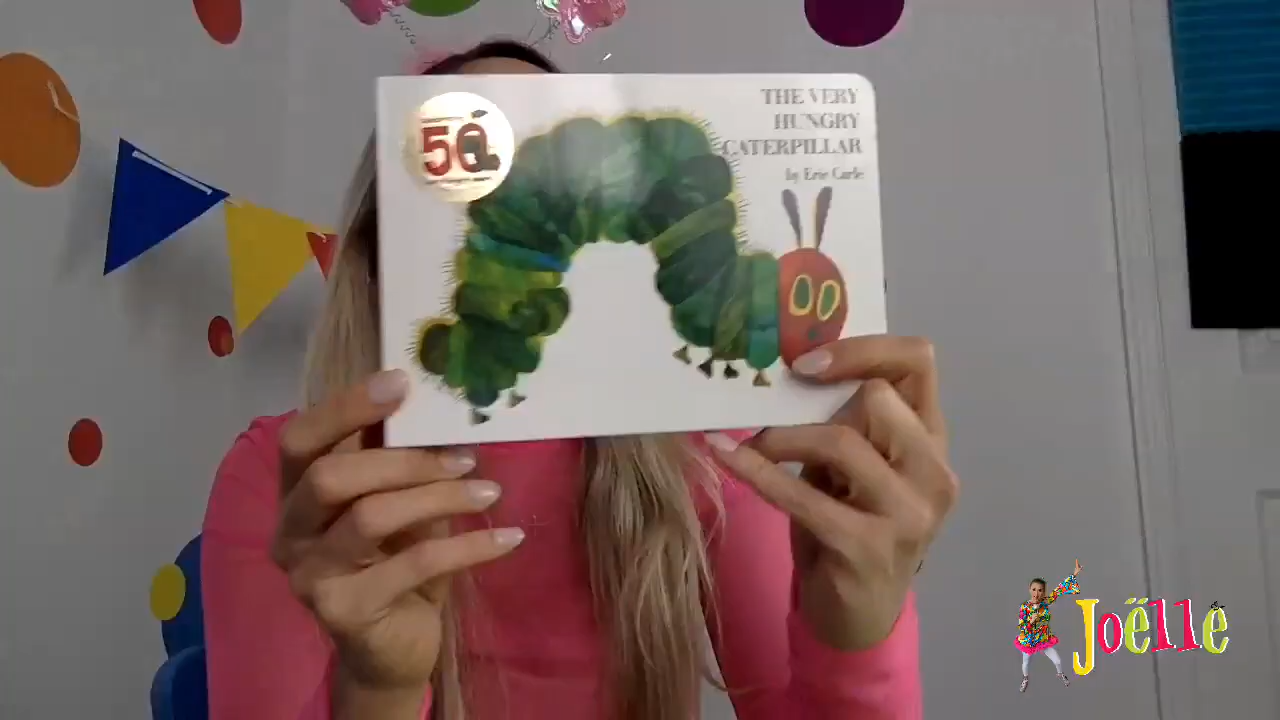 50
THE VERY
HUNGRY
CATERPILLAR
by Eric Carle
Joëlle